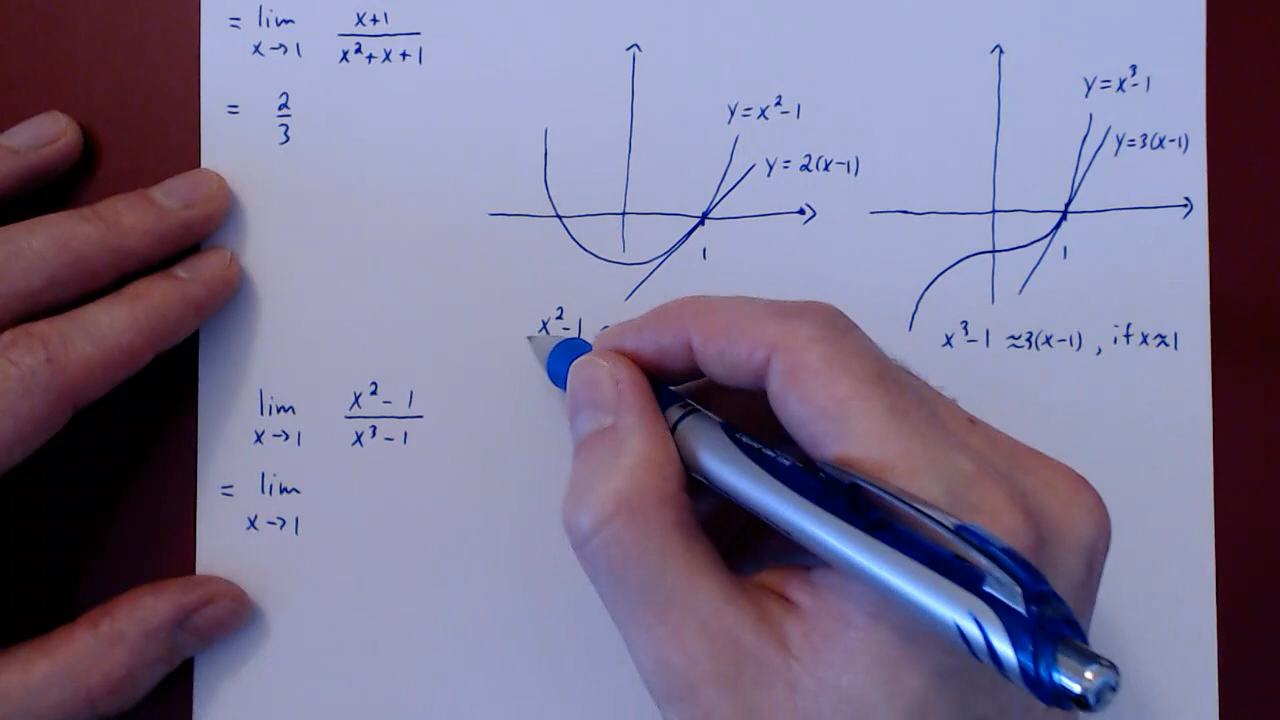 = lim x→1 x+1 / x²+x+1
= 2/3
y = x²-1
y = 2(x-1)
1
y = x³-1
y=3(x-1)
1
x²-1
x³-1 ≈3(x-1) , if x≈1
lim x→1 x²-1 / x³-1
= lim x→1